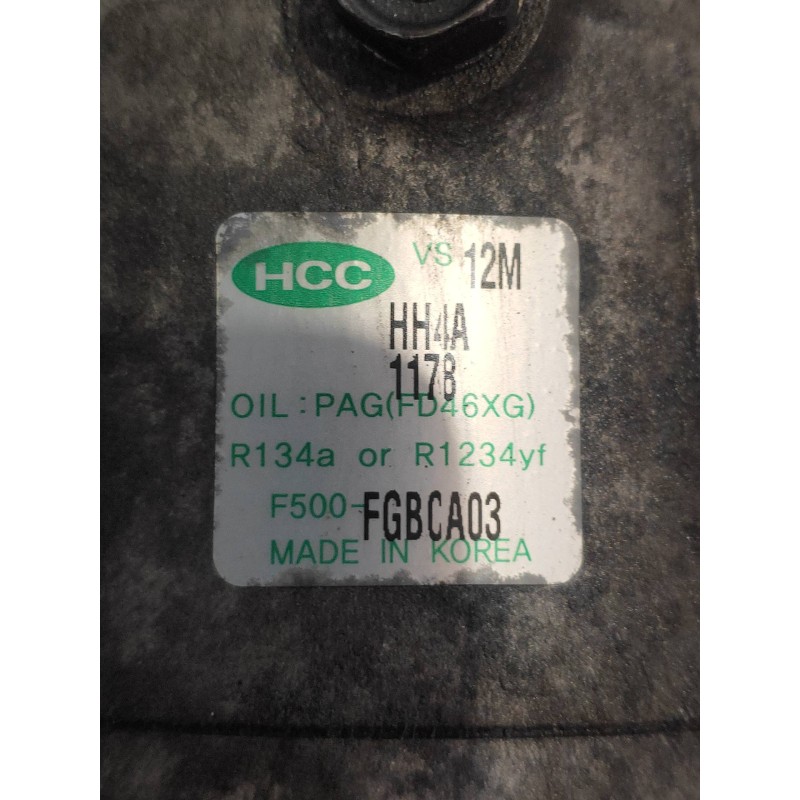 HCC VS 12M
HH4A
1178
OIL : PAG(FD46XG)
R134a or R1234yf
F500-FGBCA03
MADE IN KOREA